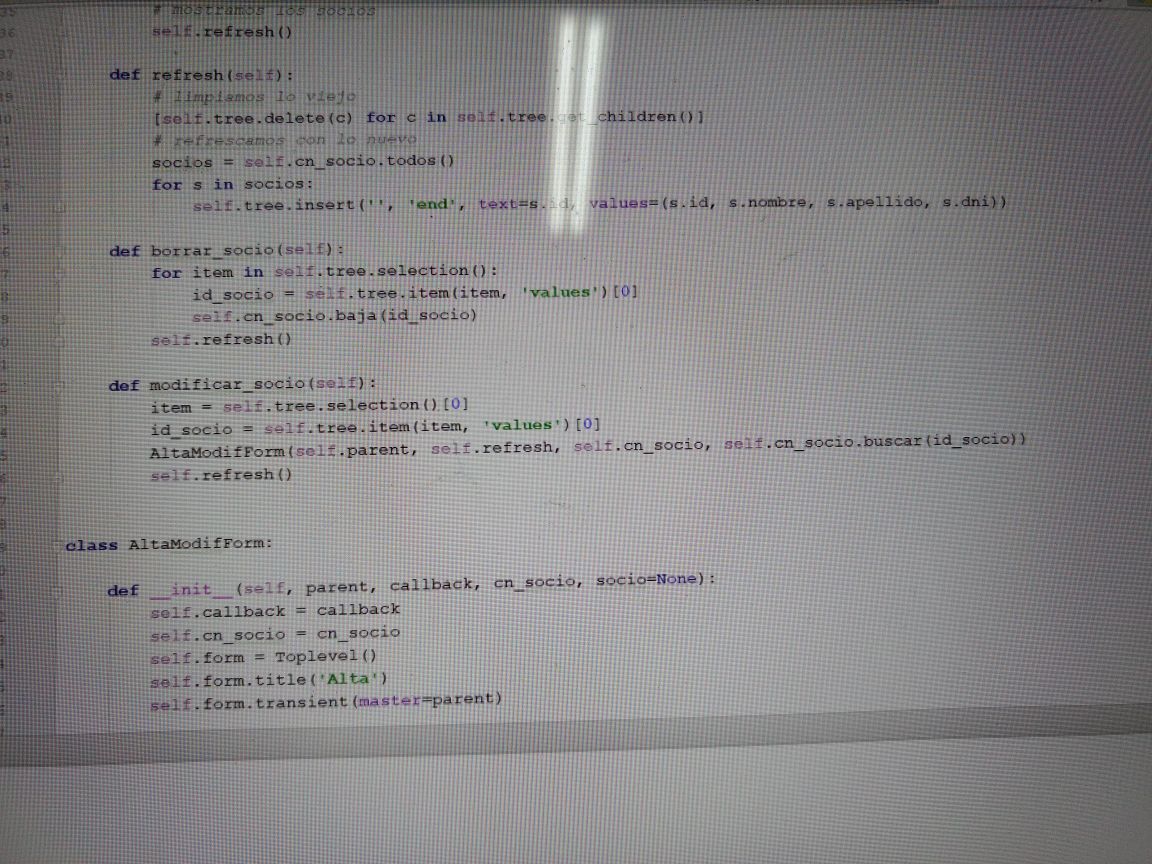 # mostramos los socios
self.refresh()
def refresh(self):
# limpiamos lo viejo
[self.tree.delete(c) for c in self.tree.get_children()]
# refrescamos con lo nuevo
socios = self.cn_socio.todos()
for s in socios:
self.tree.insert('', 'end', text=s.id, values=(s.id, s.nombre, s.apellido, s.dni))
def borrar_socio(self):
for item in self.tree.selection():
id_socio = self.tree.item(item, 'values')[0]
self.cn_socio.baja(id_socio)
self.refresh()
def modificar_socio(self):
item = self.tree.selection()[0]
id_socio = self.tree.item(item, 'values')[0]
AltaModifForm(self.parent, self.refresh, self.cn_socio, self.cn_socio.buscar(id_socio))
self.refresh()
class AltaModifForm:
def __init__(self, parent, callback, cn_socio, socio=None):
self.callback = callback
self.cn_socio = cn_socio
self.form = Toplevel()
self.form.title('Alta')
self.form.transient(master=parent)